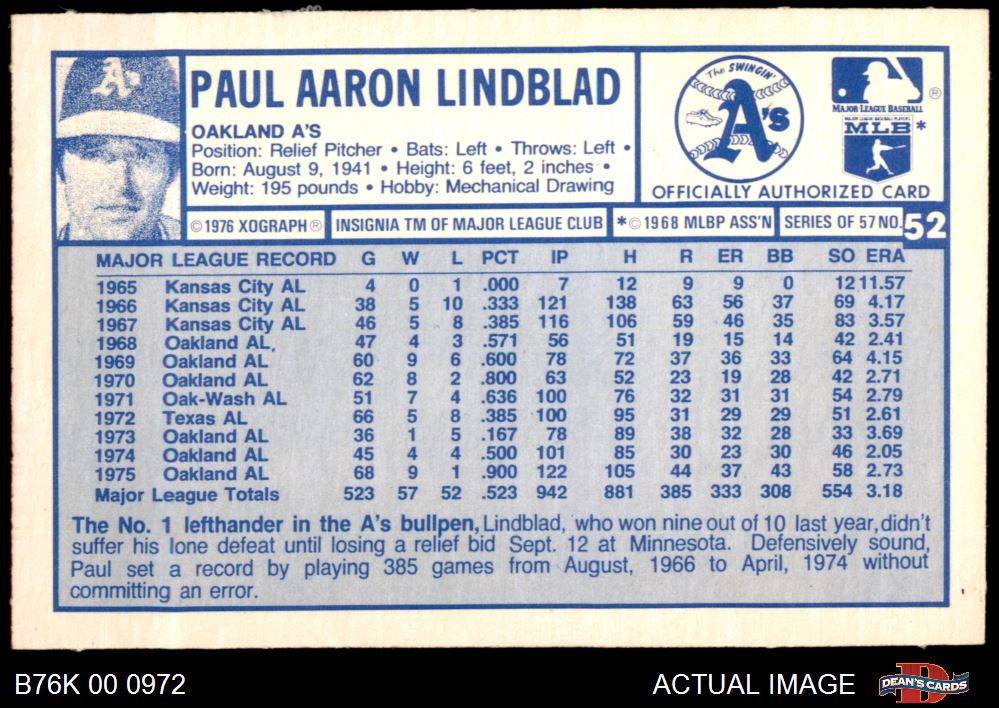 PAUL AARON LINDBLAD
OAKLAND A'S
Position: Relief Pitcher • Bats: Left • Throws: Left •
Born: August 9, 1941 • Height: 6 feet, 2 inches •
Weight: 195 pounds • Hobby: Mechanical Drawing
The SWINGIN'
A's
MAJOR LEAGUE BASEBALL ®
MAJOR LEAGUE BASEBALL PLAYERS
MLB *
OFFICIALLY AUTHORIZED CARD
© 1976 XOGRAPH ® INSIGNIA TM OF MAJOR LEAGUE CLUB * © 1968 MLBP ASS'N SERIES OF 57 NO. 52
MAJOR LEAGUE RECORD G W L PCT IP H R ER BB SO ERA
1965 Kansas City AL 4 0 1 .000 7 12 9 9 0 12 11.57
1966 Kansas City AL 38 5 10 .333 121 138 63 56 37 69 4.17
1967 Kansas City AL 46 5 8 .385 116 106 59 46 35 83 3.57
1968 Oakland AL. 47 4 3 .571 56 51 19 15 14 42 2.41
1969 Oakland AL 60 9 6 .600 78 72 37 36 33 64 4.15
1970 Oakland AL 62 8 2 .800 63 52 23 19 28 42 2.71
1971 Oak-Wash AL 51 7 4 .636 100 76 32 31 31 54 2.79
1972 Texas AL 66 5 8 .385 100 95 31 29 29 51 2.61
1973 Oakland AL 36 1 5 .167 78 89 38 32 28 33 3.69
1974 Oakland AL 45 4 4 .500 101 85 30 23 30 46 2.05
1975 Oakland AL 68 9 1 .900 122 105 44 37 43 58 2.73
Major League Totals 523 57 52 .523 942 881 385 333 308 554 3.18
The No. 1 lefthander in the A's bullpen, Lindblad, who won nine out of 10 last year, didn't
suffer his lone defeat until losing a relief bid Sept. 12 at Minnesota. Defensively sound,
Paul set a record by playing 385 games from August, 1966 to April, 1974 without
committing an error.
B76K 00 0972 ACTUAL IMAGE DEAN'S CARDS